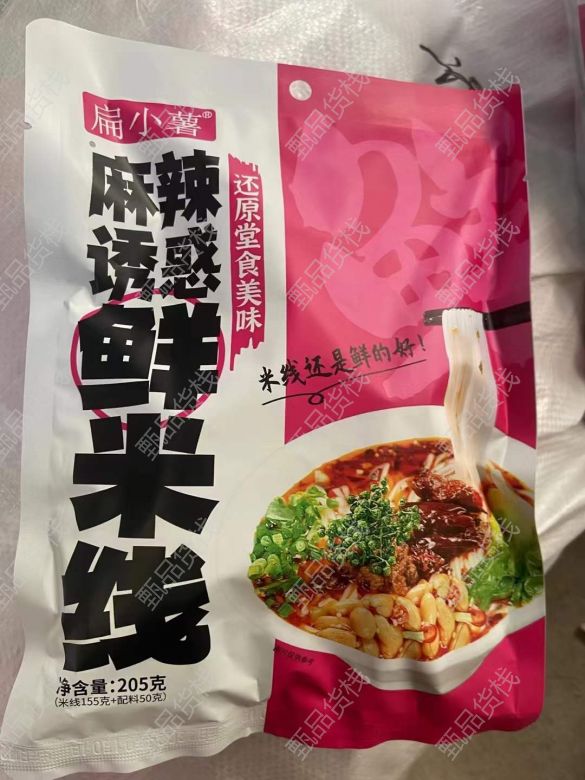 扁小薯®
麻辣
诱惑
鲜
米
线
还原堂食美味
米线还是鲜的好!
净含量:205克
(米线155克+配料50克)
甄品货栈